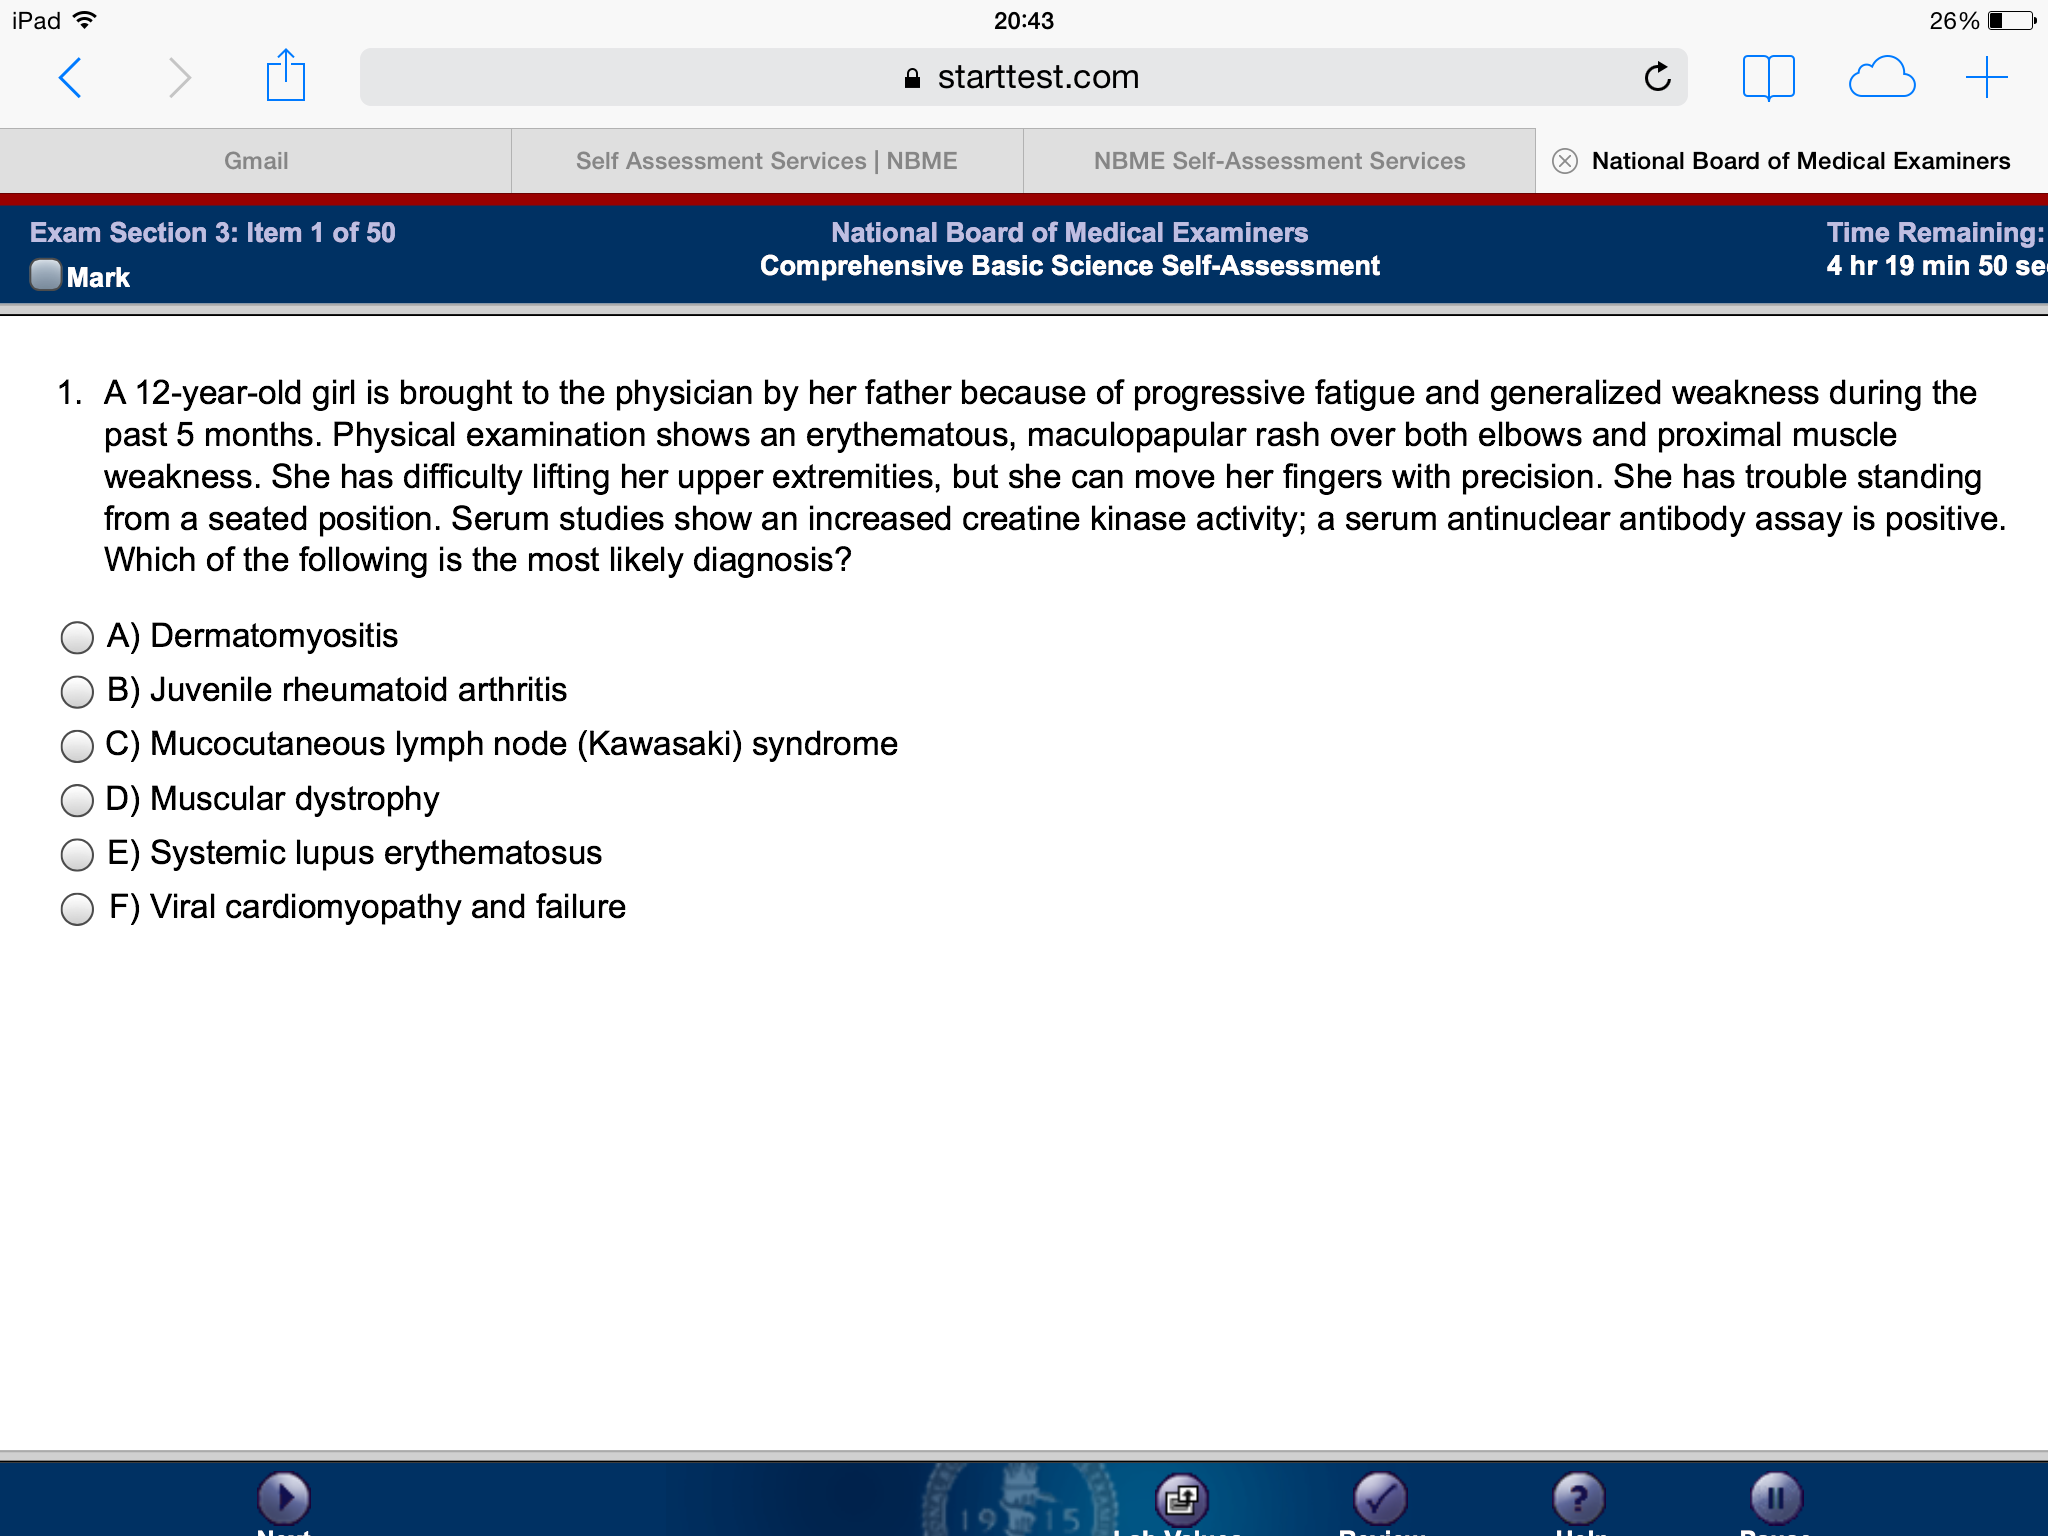 iPad
20:43
26%
starttest.com
Gmail
Self Assessment Services | NBME
NBME Self-Assessment Services
National Board of Medical Examiners
Exam Section 3: Item 1 of 50
National Board of Medical Examiners
Time Remaining:
Mark
Comprehensive Basic Science Self-Assessment
4 hr 19 min 50 se
1. A 12-year-old girl is brought to the physician by her father because of progressive fatigue and generalized weakness during the
past 5 months. Physical examination shows an erythematous, maculopapular rash over both elbows and proximal muscle
weakness. She has difficulty lifting her upper extremities, but she can move her fingers with precision. She has trouble standing
from a seated position. Serum studies show an increased creatine kinase activity; a serum antinuclear antibody assay is positive.
Which of the following is the most likely diagnosis?
A) Dermatomyositis
B) Juvenile rheumatoid arthritis
C) Mucocutaneous lymph node (Kawasaki) syndrome
D) Muscular dystrophy
E) Systemic lupus erythematosus
F) Viral cardiomyopathy and failure
19 15